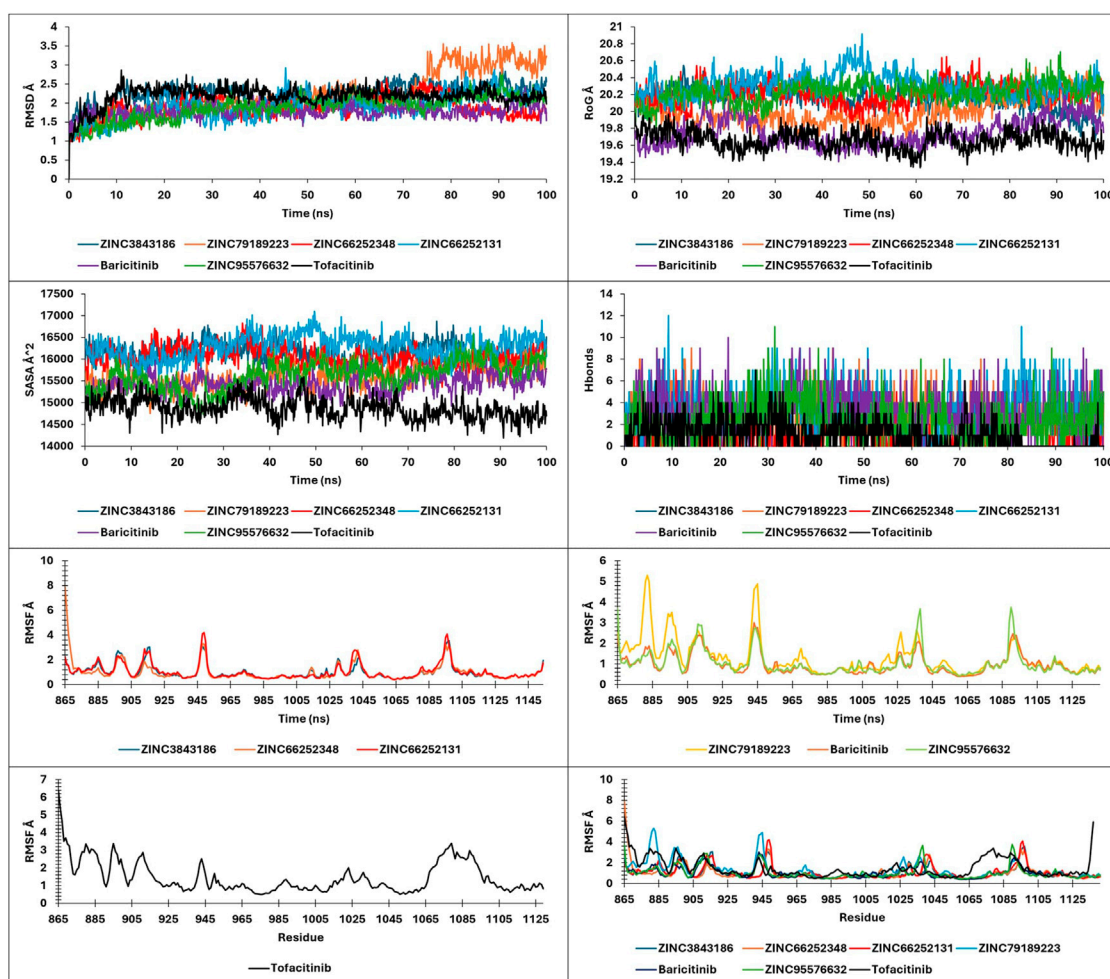 RMSD Å
4
3.5
3
2.5
2
1.5
1
0.5
0
0 10 20 30 40 50 60 70 80 90 100
Time (ns)
ZINC3843186 ZINC79189223 ZINC66252348 ZINC66252131
Baricitinib ZINC95576632 Tofacitinib
RoG Å
21
20.8
20.6
20.4
20.2
20
19.8
19.6
19.4
19.2
0 10 20 30 40 50 60 70 80 90 100
Time (ns)
ZINC3843186 ZINC79189223 ZINC66252348 ZINC66252131
Baricitinib ZINC95576632 Tofacitinib
SASA Å^2
17500
17000
16500
16000
15500
15000
14500
14000
0 10 20 30 40 50 60 70 80 90 100
Time (ns)
ZINC3843186 ZINC79189223 ZINC66252348 ZINC66252131
Baricitinib ZINC95576632 Tofacitinib
Hbonds
14
12
10
8
6
4
2
0
0 10 20 30 40 50 60 70 80 90 100
Time (ns)
ZINC3843186 ZINC79189223 ZINC66252348 ZINC66252131
Baricitinib ZINC95576632 Tofacitinib
RMSF Å
10
8
6
4
2
0
865 885 905 925 945 965 985 1005 1025 1045 1065 1085 1105 1125 1145
Time (ns)
ZINC3843186 ZINC66252348 ZINC66252131
RMSF Å
6
5
4
3
2
1
0
865 885 905 925 945 965 985 1005 1025 1045 1065 1085 1105 1115 1135
Time (ns)
ZINC79189223 Baricitinib ZINC95576632
RMSF Å
7
6
5
4
3
2
1
0
865 885 905 925 945 965 985 1005 1025 1045 1065 1085 1105 1125
Residue
Tofacitinib
RMSF Å
10
8
6
4
2
0
865 885 905 925 945 965 985 1005 1025 1045 1065 1085 1105 1125 1145
Residue
ZINC3843186 ZINC66252348 ZINC66252131 ZINC79189223
Baricitinib ZINC95576632 Tofacitinib